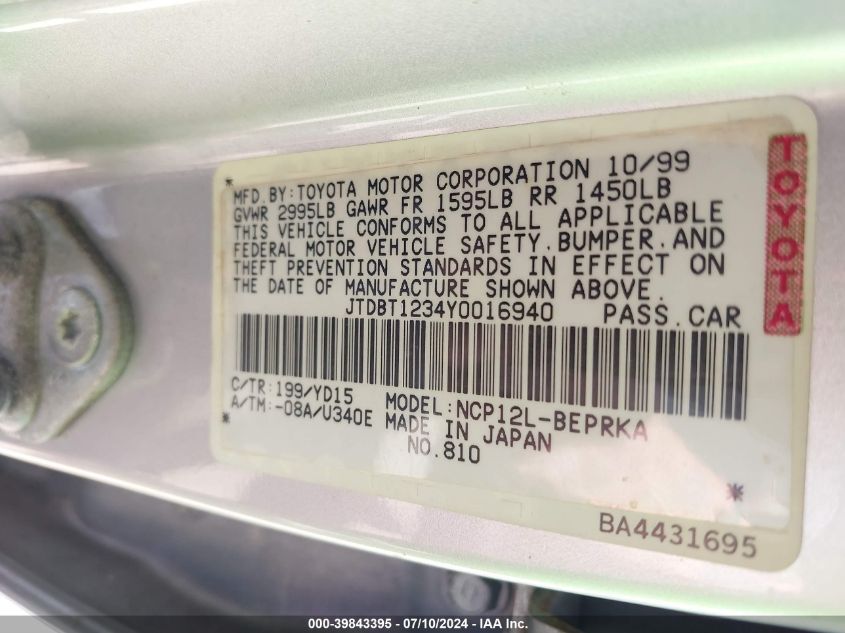 MFD.BY:TOYOTA MOTOR CORPORATION 10/99
GVWR 2995LB GAWR FR 1595LB RR 1450LB
THIS VEHICLE CONFORMS TO ALL APPLICABLE
FEDERAL MOTOR VEHICLE SAFETY.BUMPER.AND
THEFT PREVENTION STANDARDS IN EFFECT ON
THE DATE OF MANUFACTURE SHOWN ABOVE.
JTDBT1234Y0016940 PASS.CAR
C/TR:199/YD15 MODEL:NCP12L-BEPRKA
A/TM:-08A/U340E MADE IN JAPAN
NO.810
BA4431695
TOYOTA
000-39843395 - 07/10/2024 - IAA Inc.